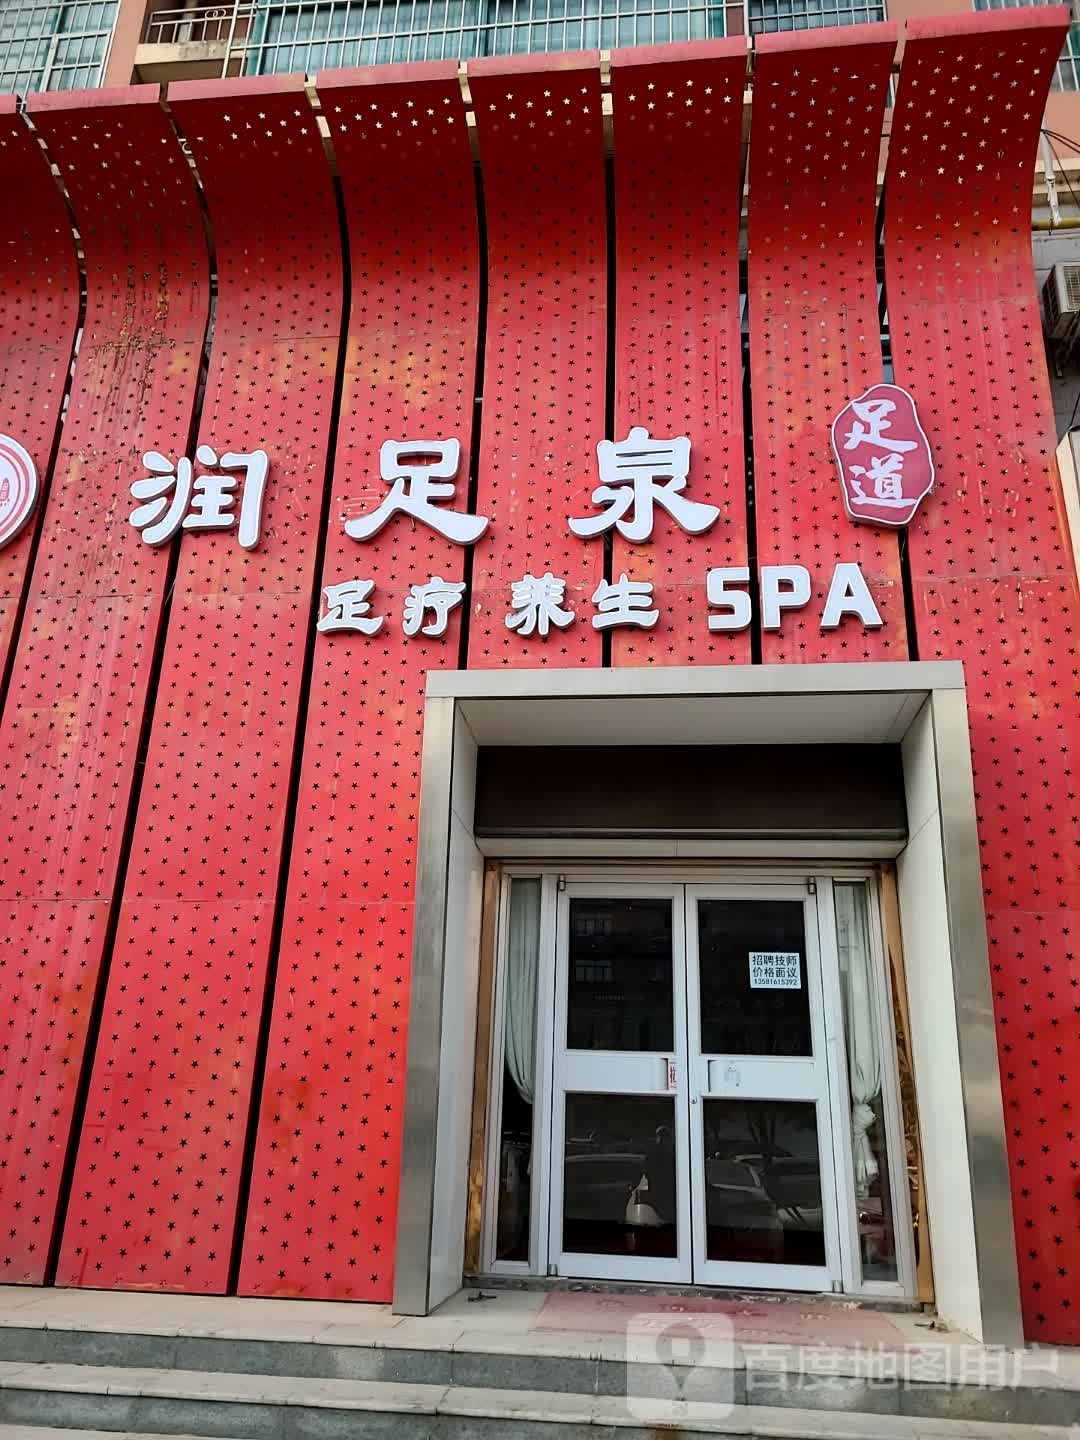 润足泉
足道
足疗 养生 SPA
招聘技师
价格面议
13581615392
百度地图用户